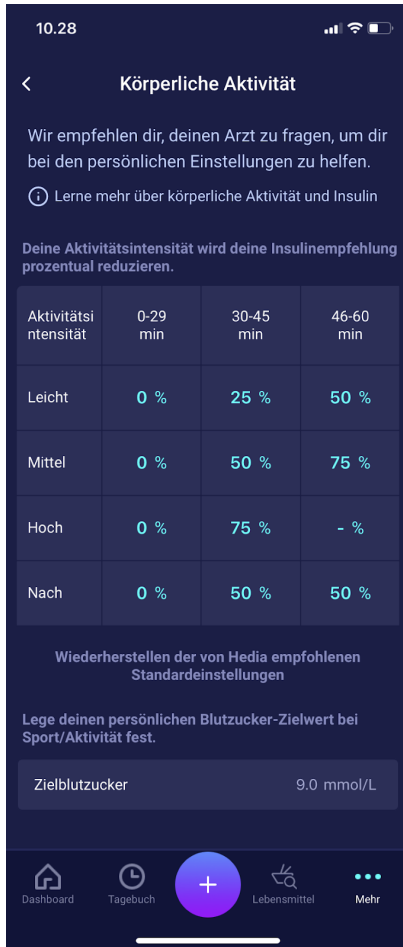 10.28
Körperliche Aktivität
Wir empfehlen dir, deinen Arzt zu fragen, um dir
bei den persönlichen Einstellungen zu helfen.
Lerne mehr über körperliche Aktivität und Insulin
Deine Aktivitätsintensität wird deine Insulinempfehlung
prozentual reduzieren.
Aktivitätsi
ntensität
0-29
min
30-45
min
46-60
min
Leicht 0 % 25 % 50 %
Mittel 0 % 50 % 75 %
Hoch 0 % 75 % - %
Nach 0 % 50 % 50 %
Wiederherstellen der von Hedia empfohlenen
Standardeinstellungen
Lege deinen persönlichen Blutzucker-Zielwert bei
Sport/Aktivität fest.
Zielblutzucker 9.0 mmol/L
Dashboard Tagebuch + Lebensmittel Mehr